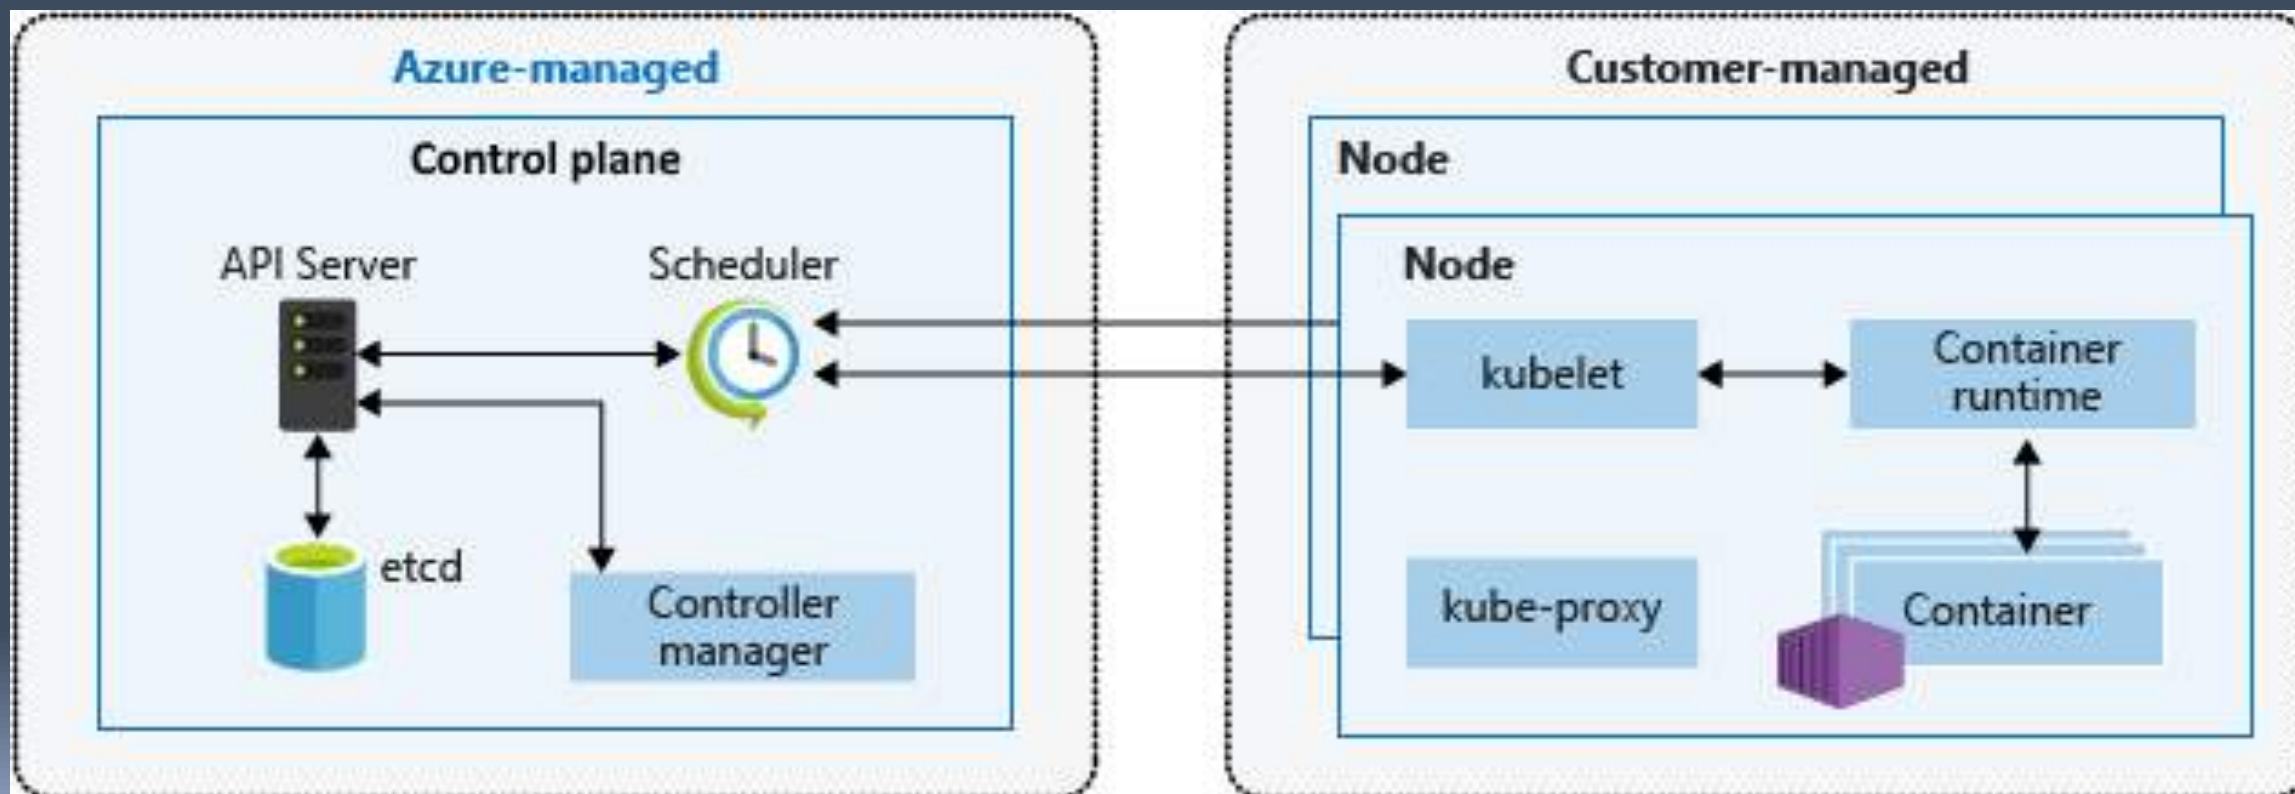 Azure-managed
Control plane
API Server
Scheduler
etcd
Controller
manager
Customer-managed
Node
Node
kubelet
Container
runtime
kube-proxy
Container